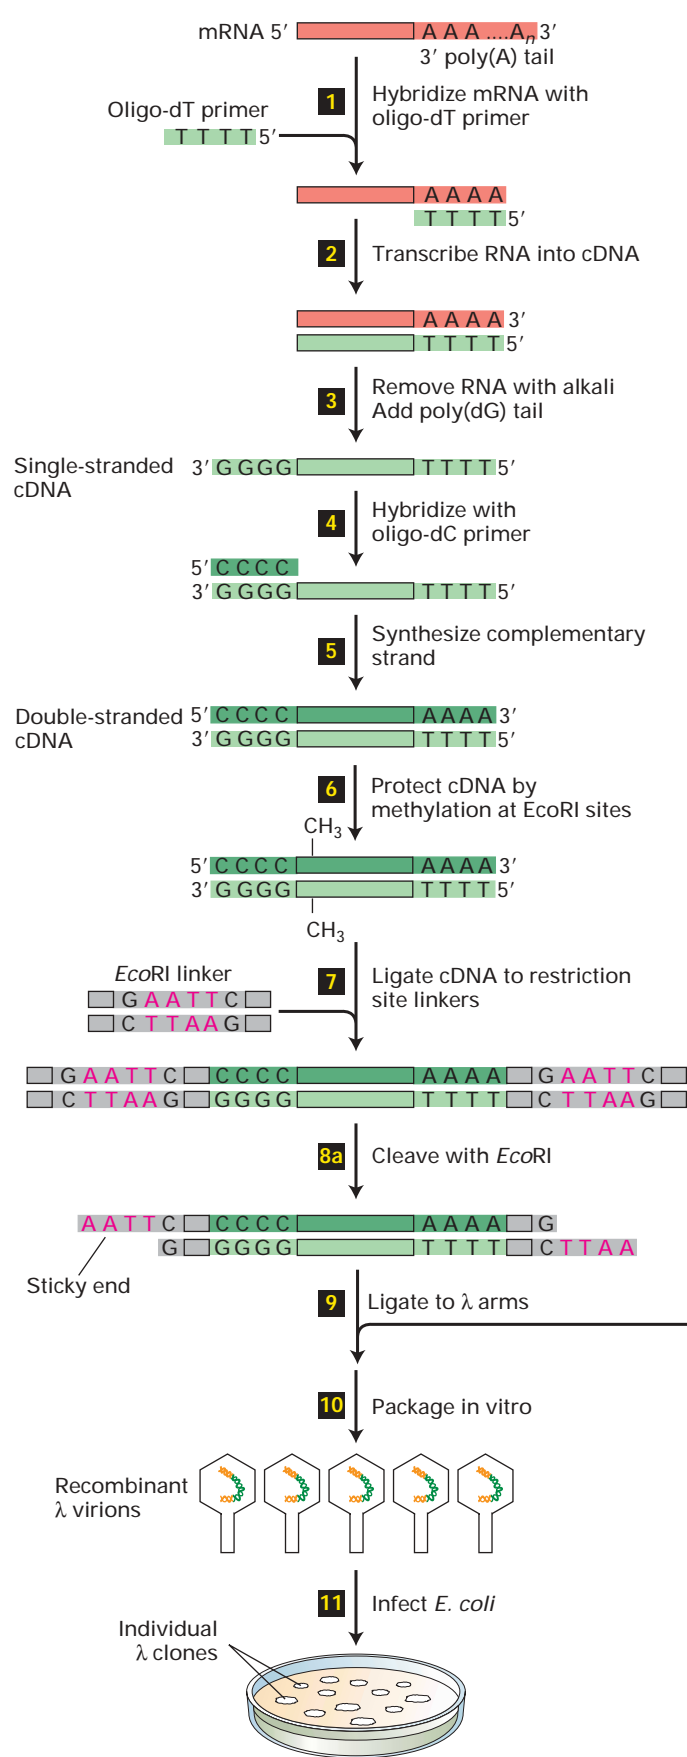 mRNA 5′ A A A ....Aₙ 3′
3′ poly(A) tail
1 Hybridize mRNA with
oligo-dT primer
Oligo-dT primer
T T T T 5′
A A A A
T T T T 5′
2 Transcribe RNA into cDNA
A A A A 3′
T T T T 5′
3 Remove RNA with alkali
Add poly(dG) tail
Single-stranded
cDNA
3′ G G G G T T T T 5′
4 Hybridize with
oligo-dC primer
5′ C C C C
3′ G G G G T T T T 5′
5 Synthesize complementary
strand
Double-stranded
cDNA
5′ C C C C A A A A 3′
3′ G G G G T T T T 5′
6 Protect cDNA by
methylation at EcoRI sites
CH₃
5′ C C C C A A A A 3′
3′ G G G G T T T T 5′
CH₃
EcoRI linker
G A A T T C
C T T A A G
7 Ligate cDNA to restriction
site linkers
G A A T T C C C C C A A A A G A A T T C
C T T A A G G G G G T T T T C T T A A G
8a Cleave with EcoRI
A A T T C C C C C A A A A G
G G G G G T T T T C T T A A
Sticky end
9 Ligate to λ arms
10 Package in vitro
Recombinant
λ virions
11 Infect E. coli
Individual
λ clones